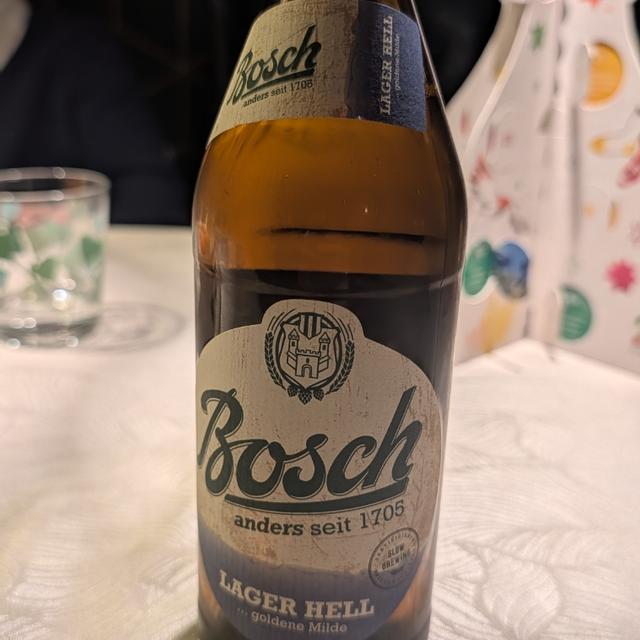 Bosch
anders seit 1705
LAGER HELL
...goldene Milde
Bosch
anders seit 1705
SLOW
BREWING
LAGER HELL
... goldene Milde